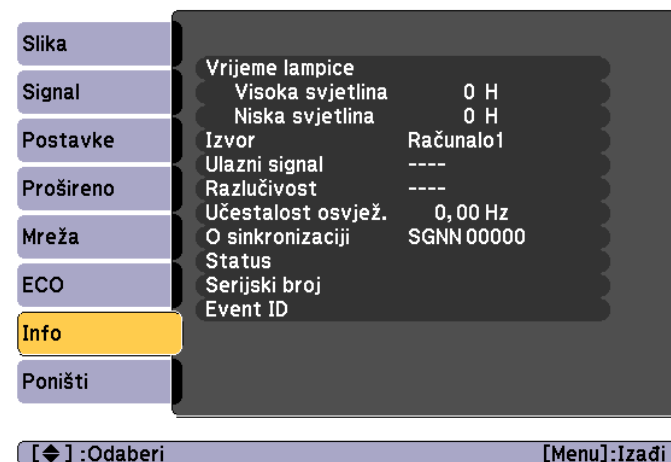 Slika
Signal
Postavke
Prošireno
Mreža
ECO
Info
Poništi
Vrijeme lampice
Visoka svjetlina 0 H
Niska svjetlina 0 H
Izvor Računalo1
Ulazni signal ----
Razlučivost ----
Učestalost osvjež. 0,00 Hz
O sinkronizaciji SGNN 00000
Status
Serijski broj
Event ID
[◆] :Odaberi [Menu]:Izađi